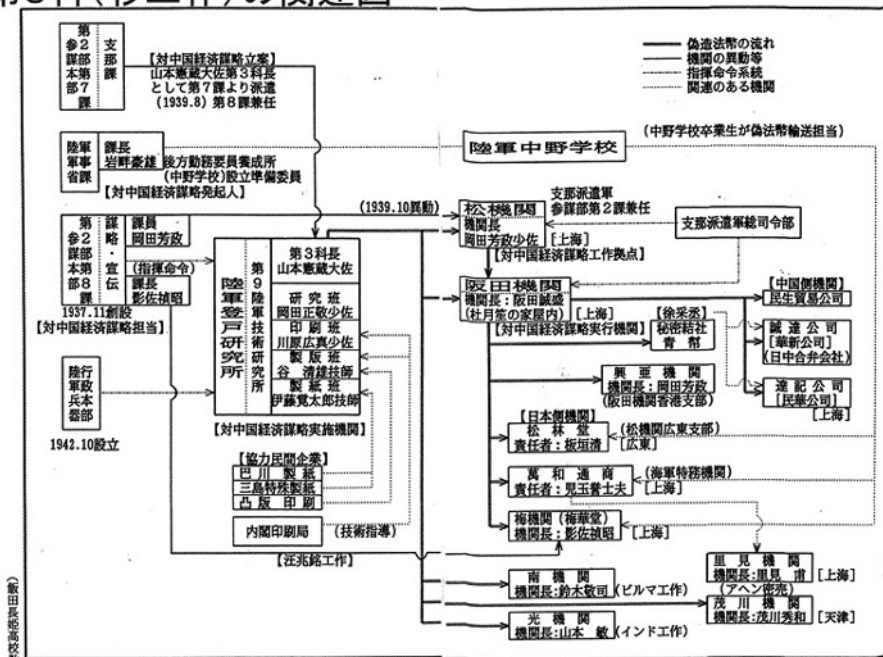 第3科(杉工作)の関連図
偽造法幣の流れ
機関の異動等
指揮命令系統
関連のある機関
参謀本部
第2部第7課
支那課
【対中国経済謀略立案】
山本憲蔵大佐第3科長
として第7課より派遣
(1939.8) 第8課兼任
陸軍省
軍事課
課長
岩畔豪雄
後方勤務要員養成所
(中野学校)設立準備委員
【対中国経済謀略発起人】
陸軍中野学校
(中野学校卒業生が偽法幣輸送担当)
参謀本部
第2部第8課
謀略・宣伝
課員
岡田芳政
(指揮命令)
課長
影佐禎昭
1937.11創設
【対中国経済謀略担当】
陸軍兵器
行政本部
1942.10設立
陸軍登戸研究所
第9陸軍技術研究所
第3科長
山本憲蔵大佐
研究班
岡田正敬少佐
印刷班
川原広真少佐
製版班
谷 清雄技師
製紙班
伊藤覚太郎技師
【対中国経済謀略実施機関】
【協力民間企業】
巴川製紙
三島特殊製紙
凸版印刷
内閣印刷局
(技術指導)
【汪兆銘工作】
(1939.10異動)
松機関
機関長
岡田芳政少佐
[上海]
支那派遣軍
参謀部第2課兼任
【対中国経済謀略工作拠点】
支那派遣軍総司令部
阪田機関
機関長:阪田誠盛
(杜月笙の家屋内)
[上海]
【対中国経済謀略実行機関】
【徐采丞】
秘密結社
青幇
【中国側機関】
民生貿易公司
誠達公司
[華新公司]
(日中合弁会社)
達記公司
[民華公司]
[上海]
興亜機関
機関長:岡田芳政
(阪田機関香港支部)
【日本側機関】
松林堂
責任者:板垣清
(松機関広東支部)
[広東]
萬和通商
責任者:児玉誉士夫
(海軍特務機関)
[上海]
梅機関(梅華堂)
機関長:影佐禎昭
[上海]
里見機関
機関長:里見 甫
[上海]
(アヘン密売)
南機関
機関長:鈴木敬司
(ビルマ工作)
茂川機関
機関長:茂川秀和
[天津]
光機関
機関長:山本 敏
(インド工作)